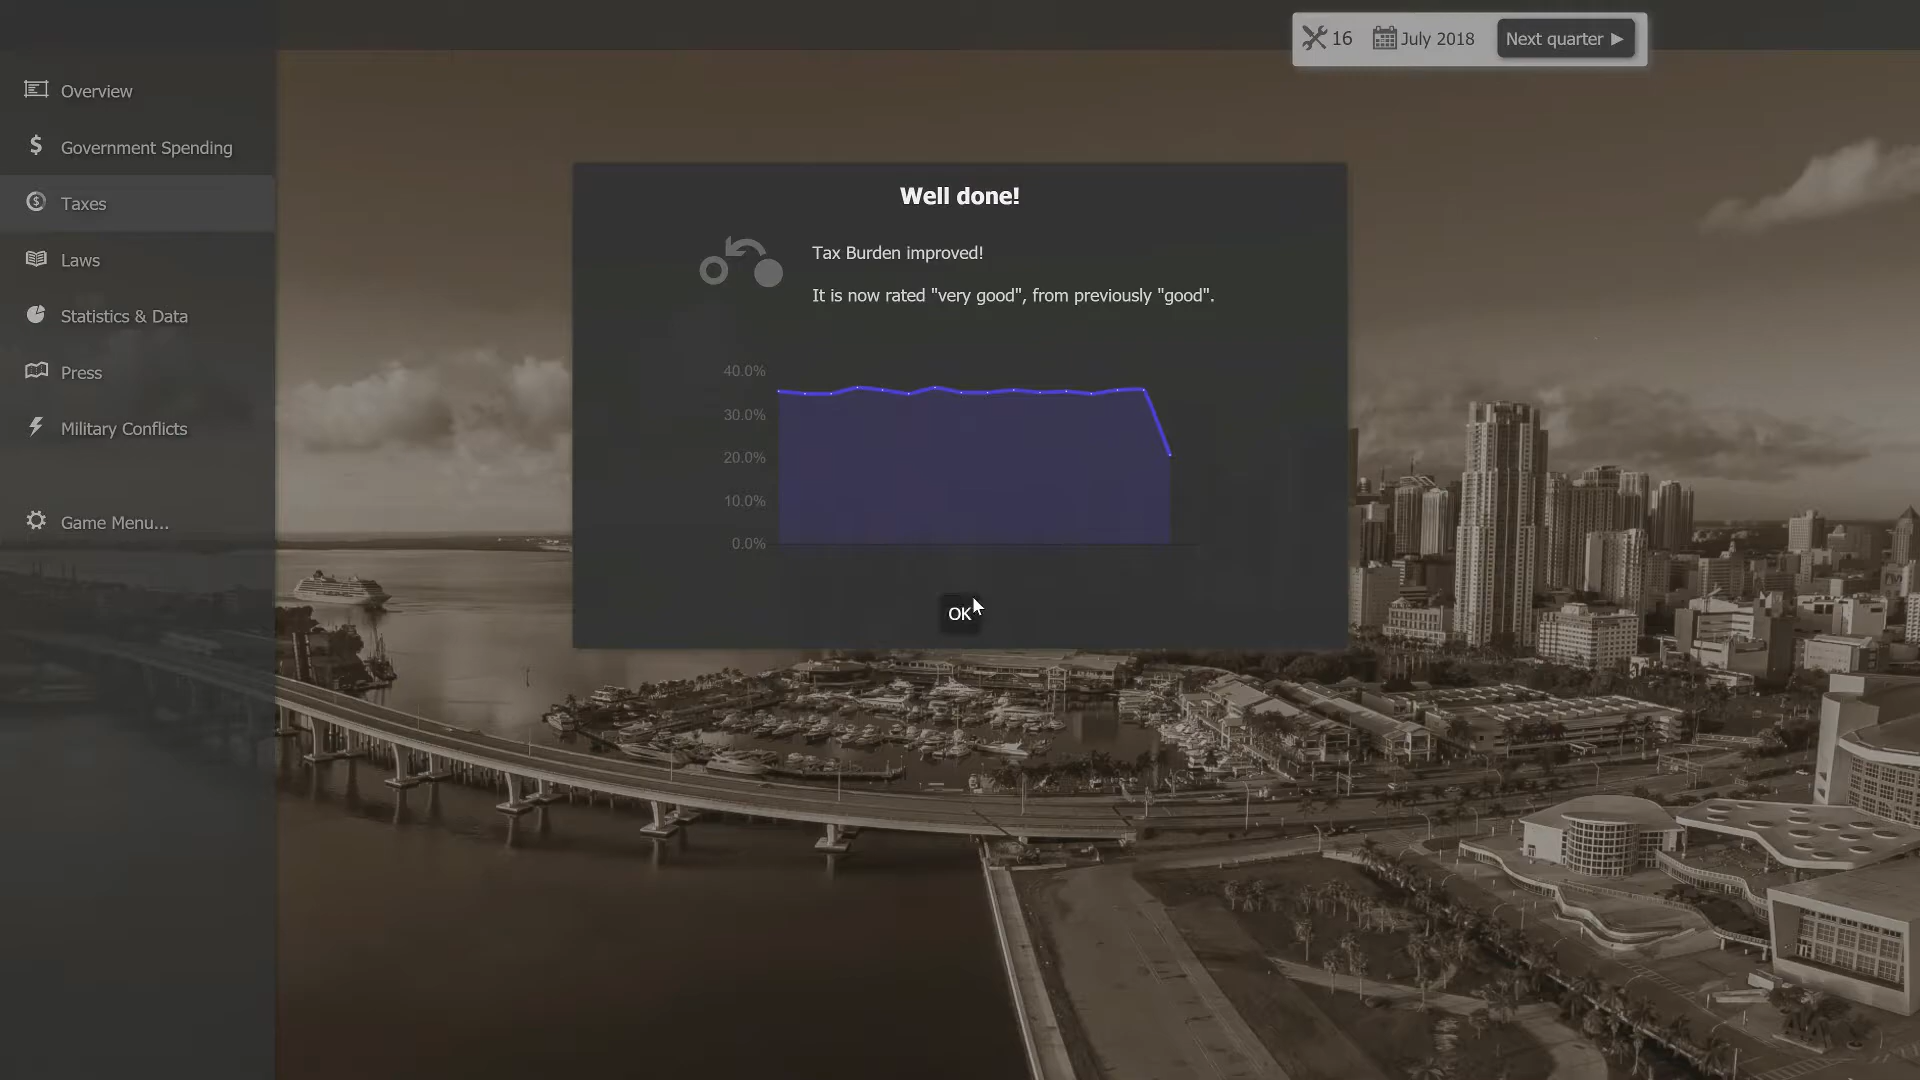 16
July 2018
Next quarter ▶
Overview
Government Spending
Taxes
Laws
Statistics & Data
Press
Military Conflicts
Game Menu...
Well done!
Tax Burden improved!
It is now rated "very good", from previously "good".
40.0%
30.0%
20.0%
10.0%
0.0%
OK